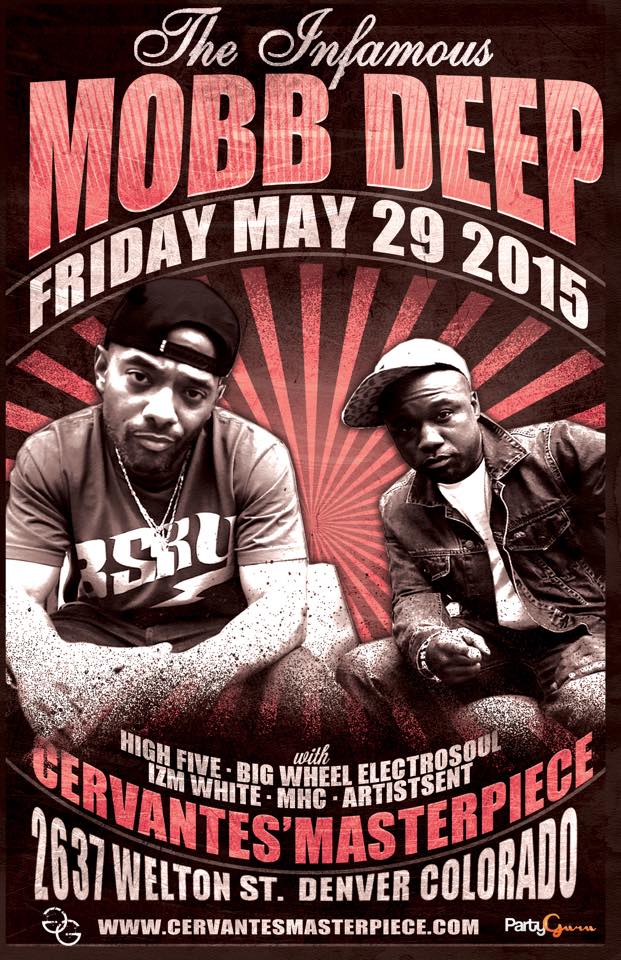 The Infamous
MOBB DEEP
FRIDAY MAY 29 2015
with
HIGH FIVE · BIG WHEEL ELECTROSOUL
IZM WHITE · MHC · ARTISTSENT
CERVANTES' MASTERPIECE
2637 WELTON ST. DENVER COLORADO
WWW.CERVANTESMASTERPIECE.COM
PartyGuru